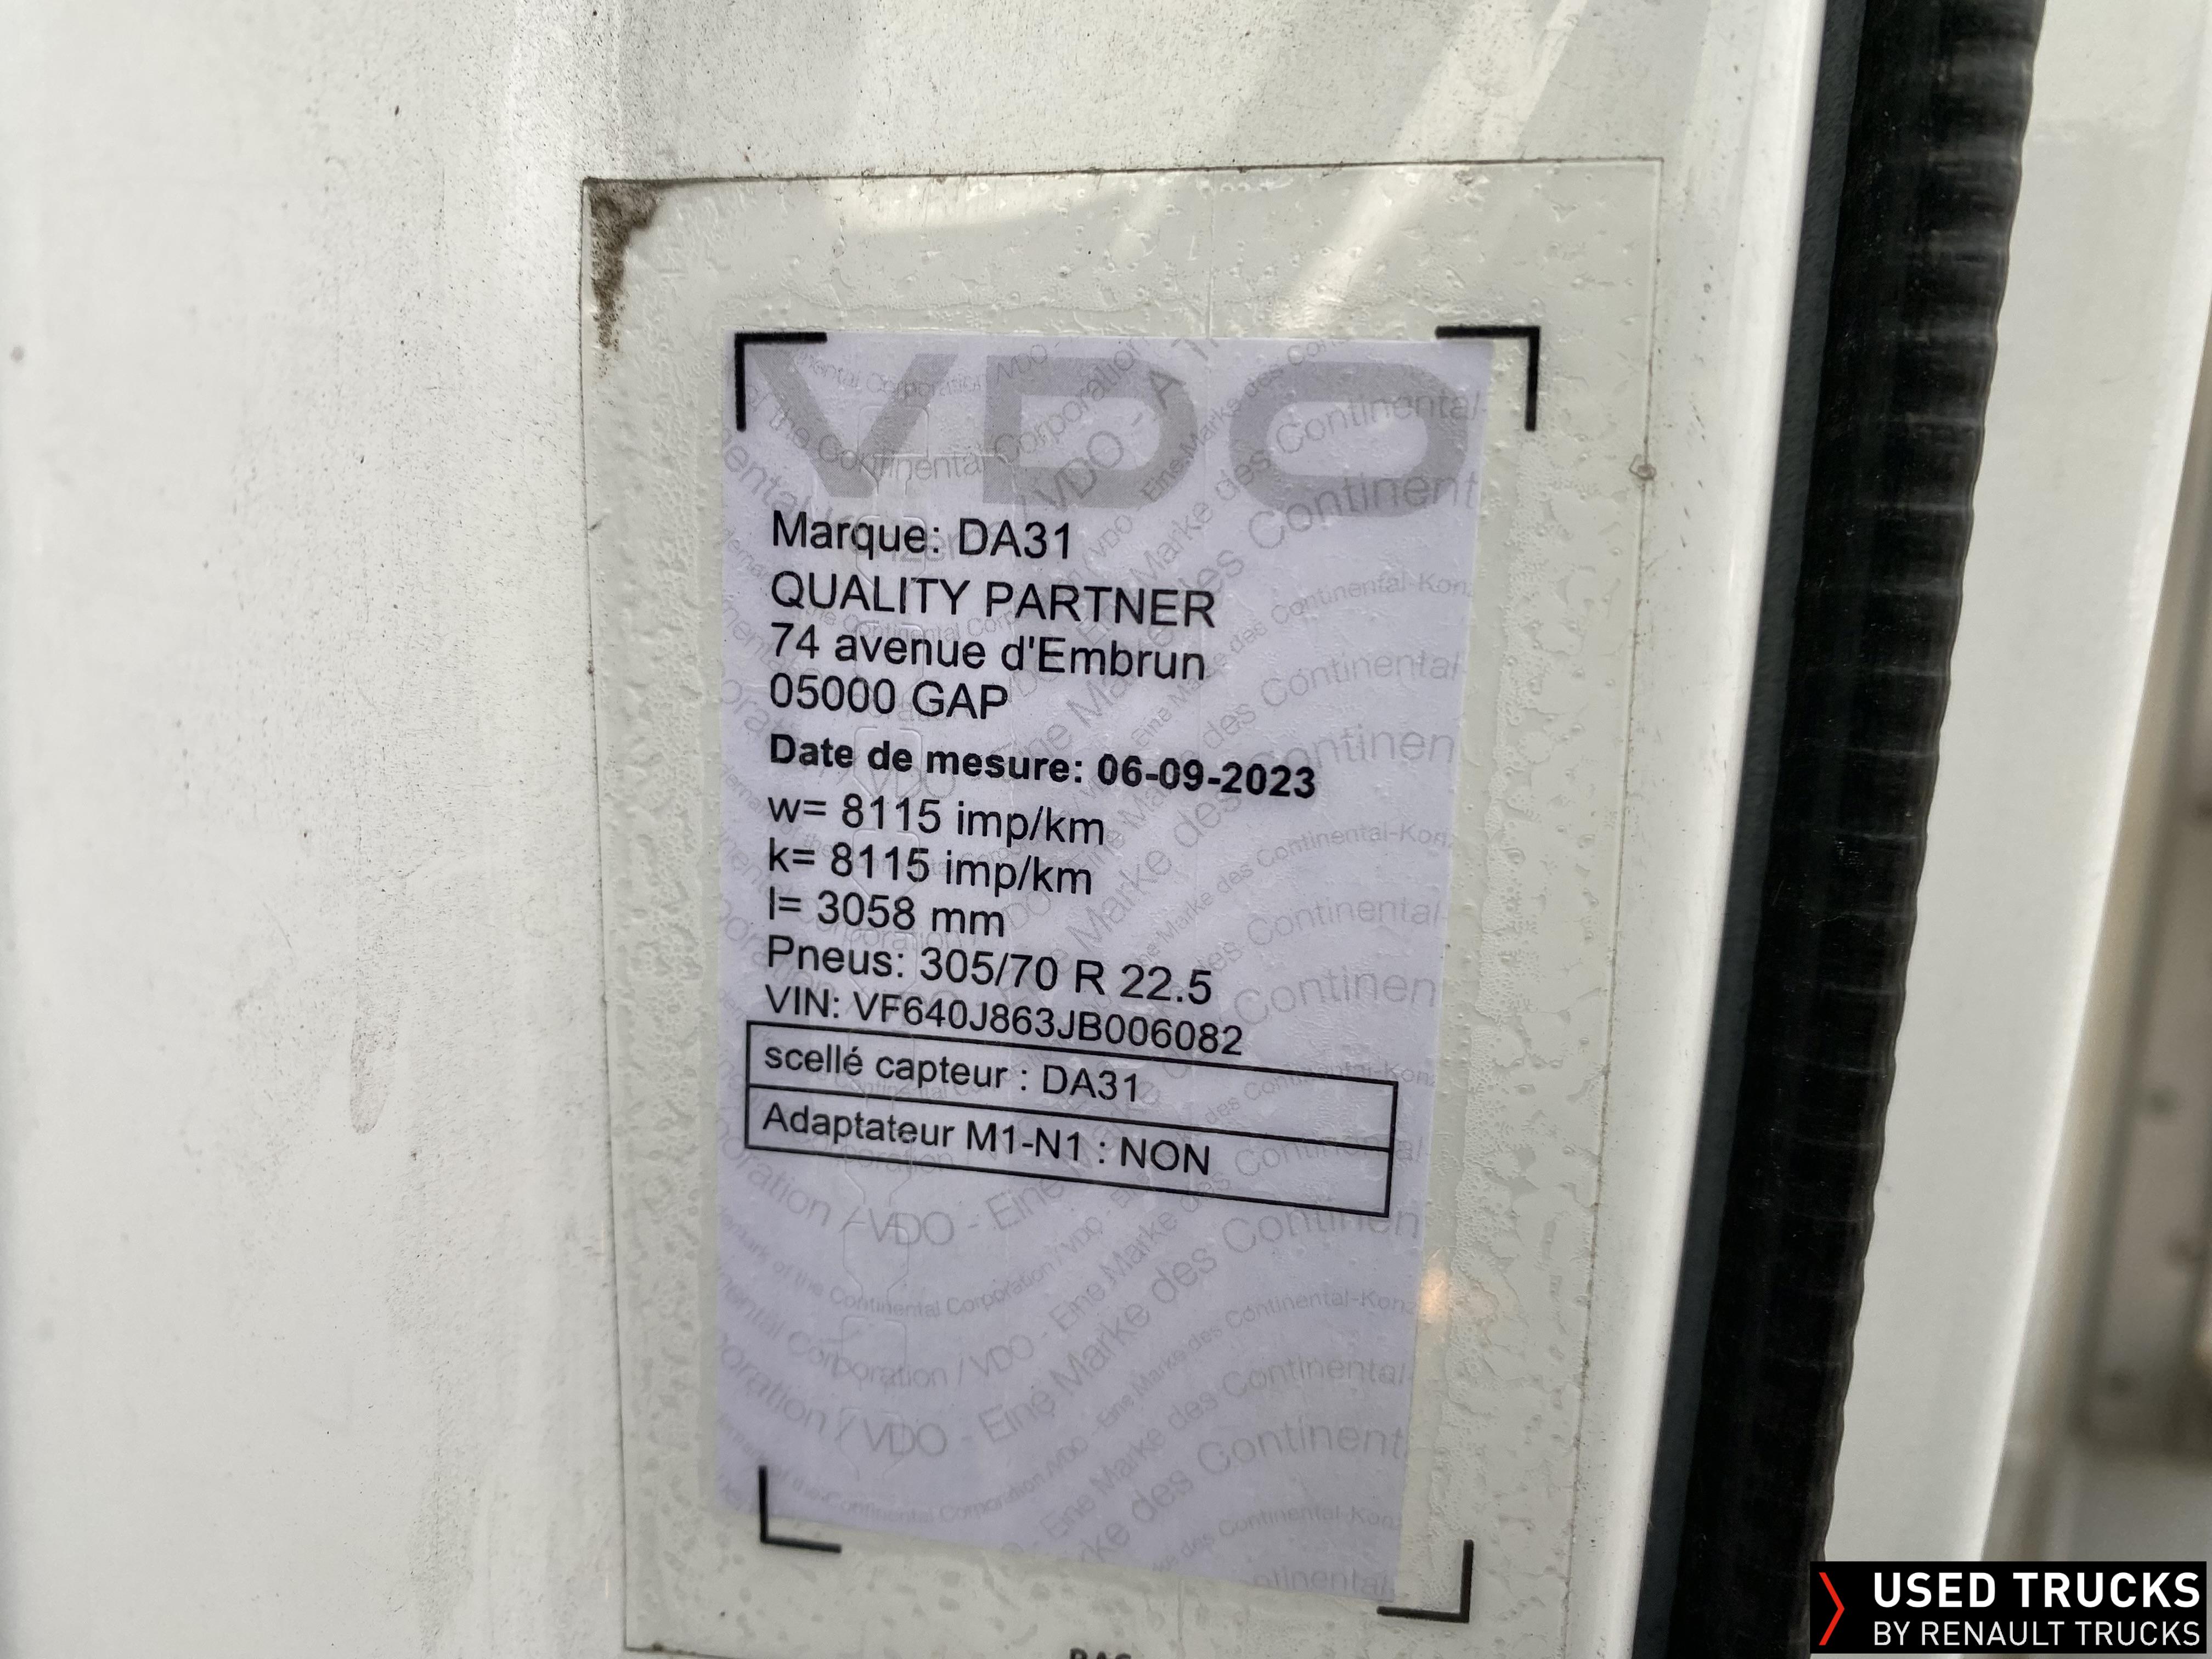 VDO
Marque: DA31
QUALITY PARTNER
74 avenue d'Embrun
05000 GAP
Date de mesure: 06-09-2023
w= 8115 imp/km
k= 8115 imp/km
l= 3058 mm
Pneus: 305/70 R 22.5
VIN: VF640J863JB006082
scellé capteur : DA31
Adaptateur M1-N1 : NON
USED TRUCKS
BY RENAULT TRUCKS